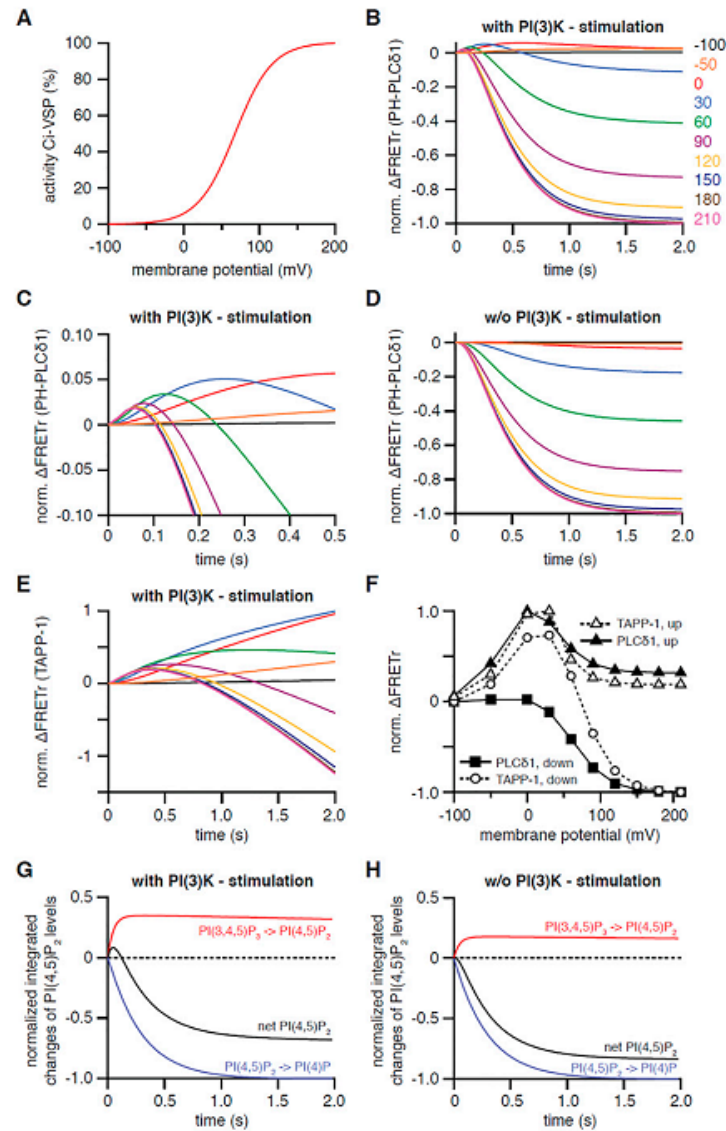 A
activity Ci-VSP (%)
100
80
60
40
20
0
-100
0
100
200
membrane potential (mV)
B
with PI(3)K - stimulation
norm. ΔFRETr (PH-PLCδ1)
0
-0.2
-0.4
-0.6
-0.8
-1.0
0
0.5
1.0
1.5
2.0
time (s)
-100
-50
0
30
60
90
120
150
180
210
C
with PI(3)K - stimulation
norm. ΔFRETr (PH-PLCδ1)
0.10
0.05
0
-0.05
-0.10
0
0.1
0.2
0.3
0.4
0.5
time (s)
D
w/o PI(3)K - stimulation
norm. ΔFRETr (PH-PLCδ1)
0
-0.2
-0.4
-0.6
-0.8
-1.0
0
0.5
1.0
1.5
2.0
time (s)
E
with PI(3)K - stimulation
norm. ΔFRETr (TAPP-1)
1
0
-1
0
0.5
1.0
1.5
2.0
time (s)
F
norm. ΔFRETr
1.0
0
-1.0
TAPP-1, up
PLCδ1, up
PLCδ1, down
TAPP-1, down
-100
0
100
200
membrane potential (mV)
G
with PI(3)K - stimulation
normalized integrated
changes of PI(4,5)P₂ levels
0.5
0
-0.5
-1.0
PI(3,4,5)P₃ -> PI(4,5)P₂
net PI(4,5)P₂
PI(4,5)P₂ -> PI(4)P
0
0.5
1.0
1.5
2.0
time (s)
H
w/o PI(3)K - stimulation
normalized integrated
changes of PI(4,5)P₂ levels
0.5
0
-0.5
-1.0
PI(3,4,5)P₃ -> PI(4,5)P₂
net PI(4,5)P₂
PI(4,5)P₂ -> PI(4)P
0
0.5
1.0
1.5
2.0
time (s)